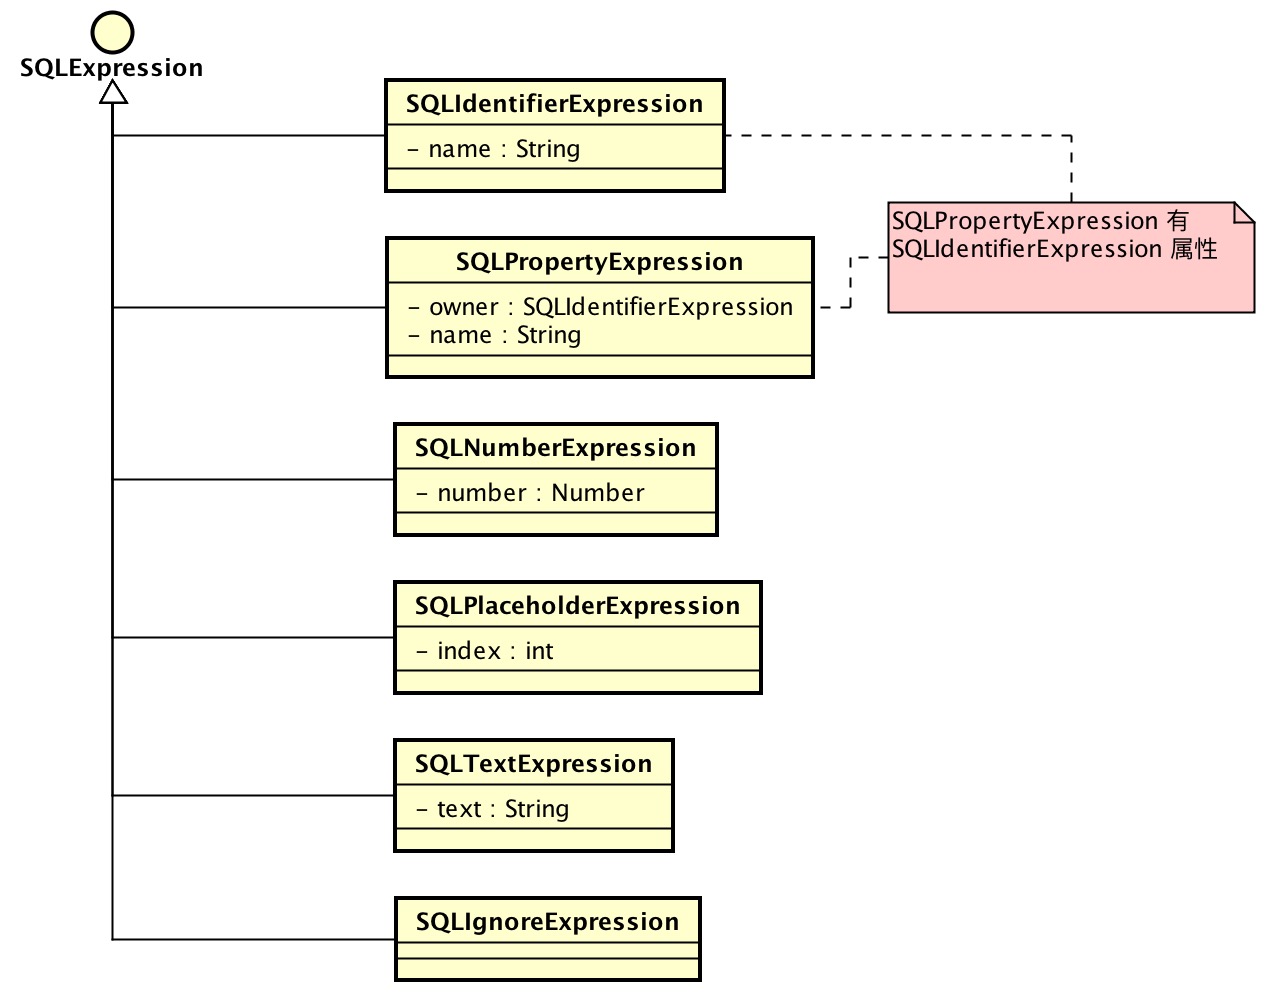 SQLExpression
SQLIdentifierExpression
- name : String
SQLPropertyExpression 有
SQLIdentifierExpression 属性
SQLPropertyExpression
- owner : SQLIdentifierExpression
- name : String
SQLNumberExpression
- number : Number
SQLPlaceholderExpression
- index : int
SQLTextExpression
- text : String
SQLIgnoreExpression